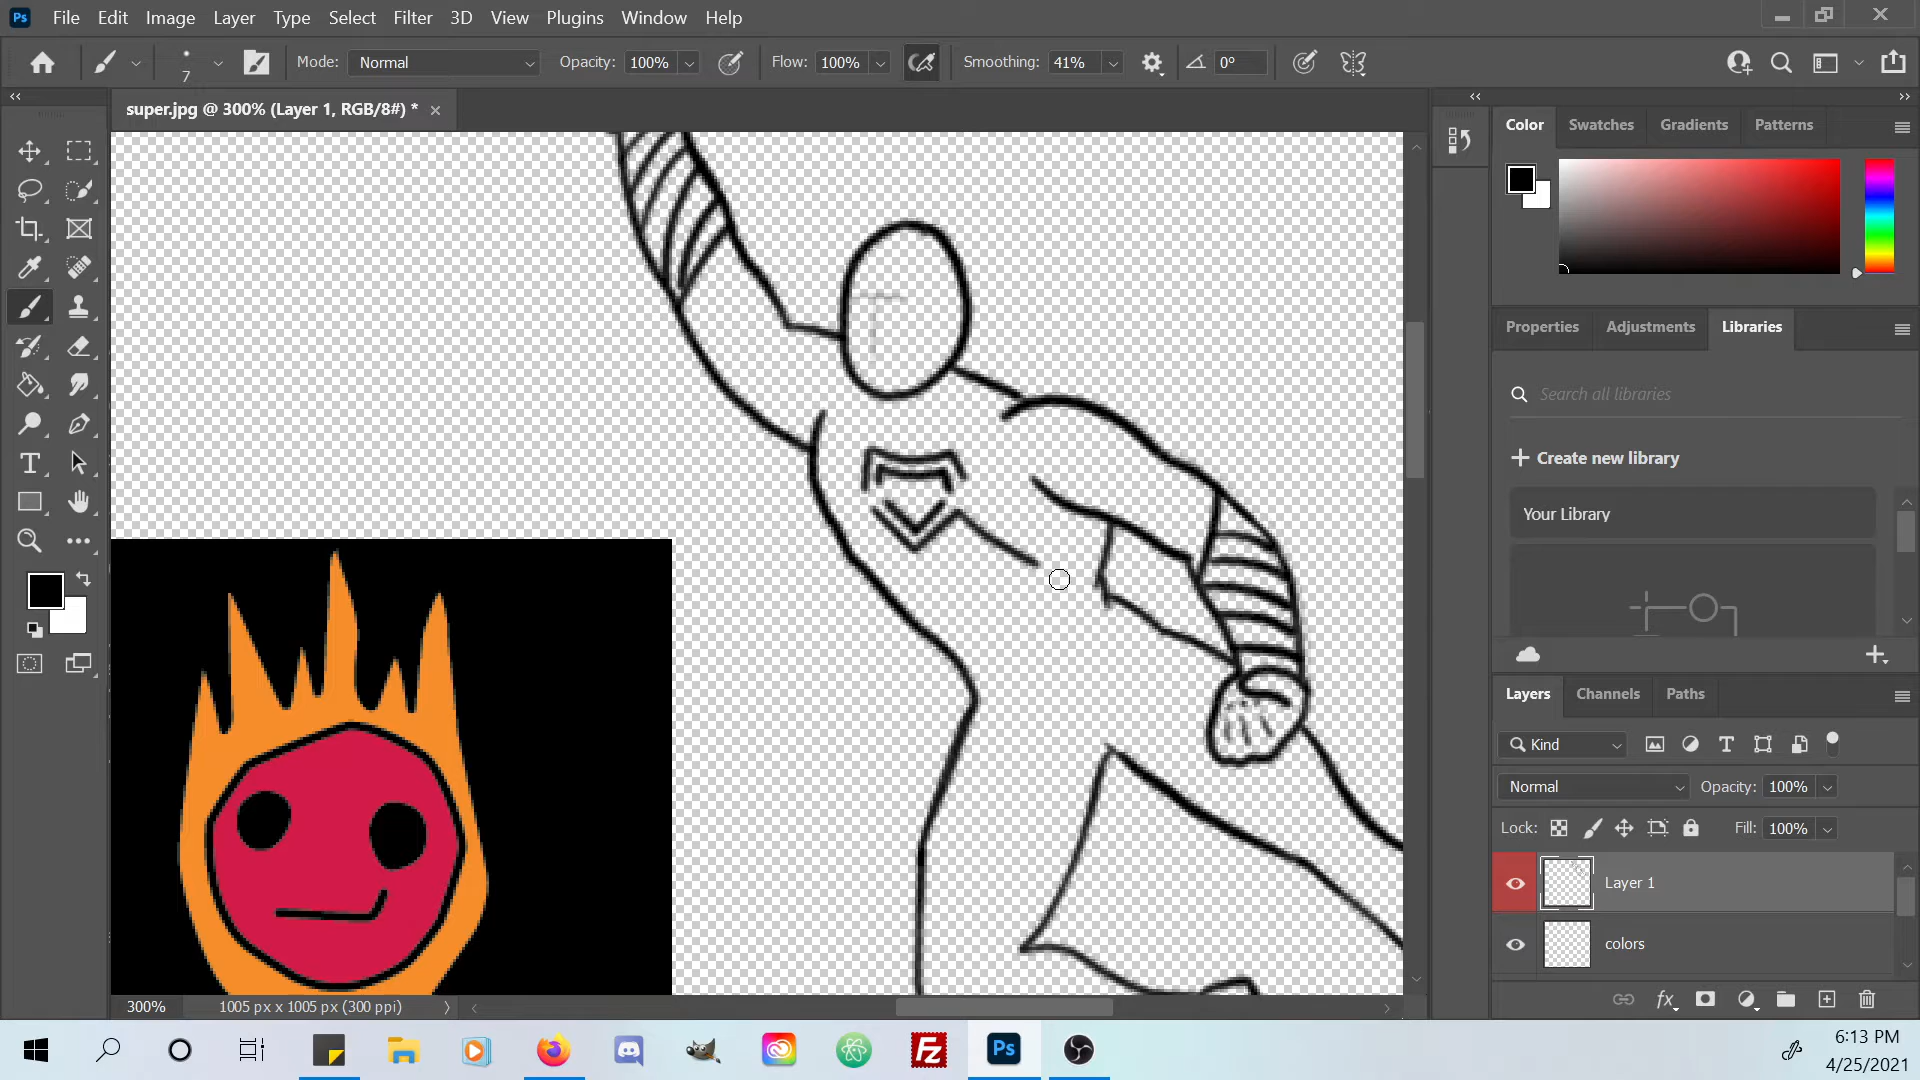 Ps File Edit Image Layer Type Select Filter 3D View Plugins Window Help
7 Mode: Normal Opacity: 100% Flow: 100% Smoothing: 41% 0°
super.jpg @ 300% (Layer 1, RGB/8#) *
Color Swatches Gradients Patterns
Properties Adjustments Libraries
Search all libraries
Create new library
Your Library
Layers Channels Paths
Kind
Normal Opacity: 100%
Lock: Fill: 100%
Layer 1
colors
fx
300% 1005 px x 1005 px (300 ppi)
Fz Ps
6:13 PM
4/25/2021